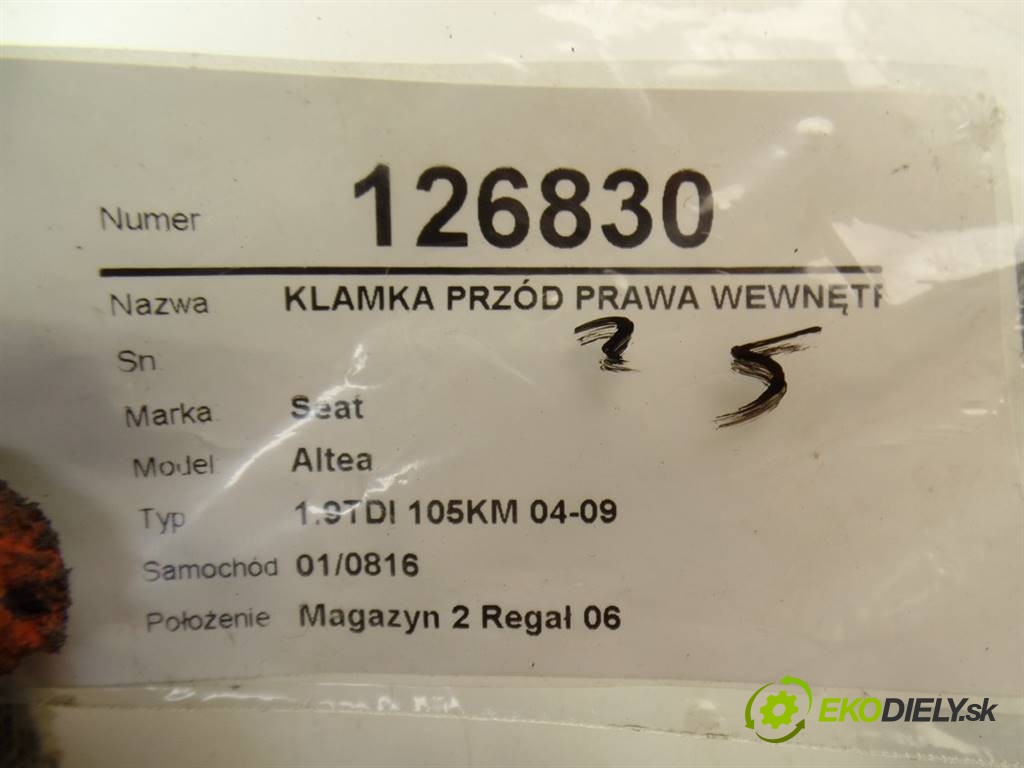 Numer 126830
Nazwa KLAMKA PRZÓD PRAWA WEWNĘTR
Sn
Marka Seat
Model Altea
Typ 1.9TDI 105KM 04-09
Samochód 01/0816
Położenie Magazyn 2 Regał 06
5
EKODIELY.sk